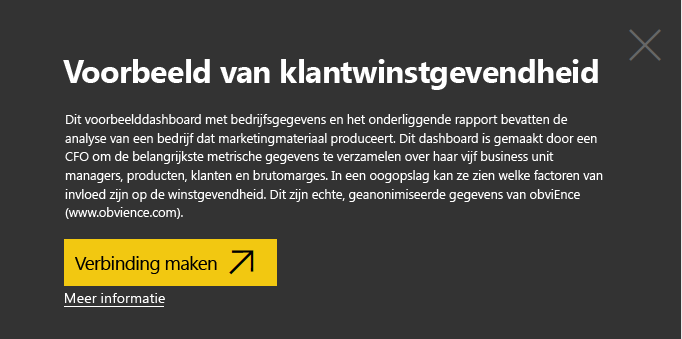 Voorbeeld van klantwinstgevendheid
Dit voorbeelddashboard met bedrijfsgegevens en het onderliggende rapport bevatten de
analyse van een bedrijf dat marketingmateriaal produceert. Dit dashboard is gemaakt door een
CFO om de belangrijkste metrische gegevens te verzamelen over haar vijf business unit
managers, producten, klanten en brutomarges. In een oogopslag kan ze zien welke factoren van
invloed zijn op de winstgevendheid. Dit zijn echte, geanonimiseerde gegevens van obviEnce
(www.obvience.com).
Verbinding maken
Meer informatie